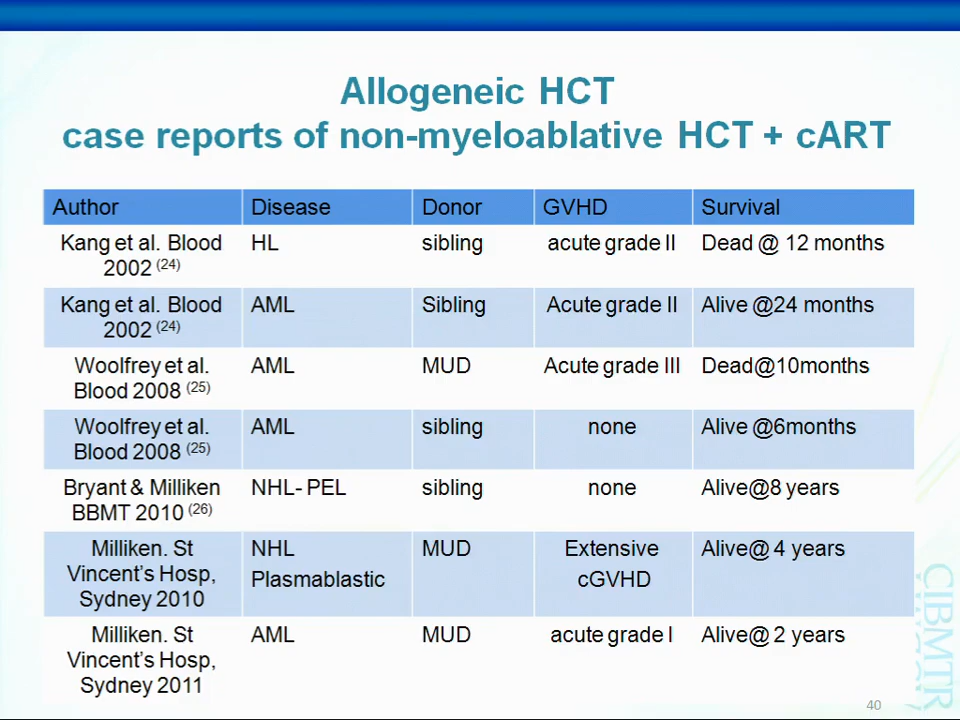 Allogeneic HCT
case reports of non-myeloablative HCT + cART
Author Disease Donor GVHD Survival
Kang et al. Blood 2002 (24) HL sibling acute grade II Dead @ 12 months
Kang et al. Blood 2002 (24) AML Sibling Acute grade II Alive @24 months
Woolfrey et al. Blood 2008 (25) AML MUD Acute grade III Dead@10months
Woolfrey et al. Blood 2008 (25) AML sibling none Alive @6months
Bryant & Milliken BBMT 2010 (26) NHL- PEL sibling none Alive@8 years
Milliken. St Vincent's Hosp, Sydney 2010 NHL Plasmablastic MUD Extensive cGVHD Alive@ 4 years
Milliken. St Vincent's Hosp, Sydney 2011 AML MUD acute grade I Alive@ 2 years
CIBMTR
40